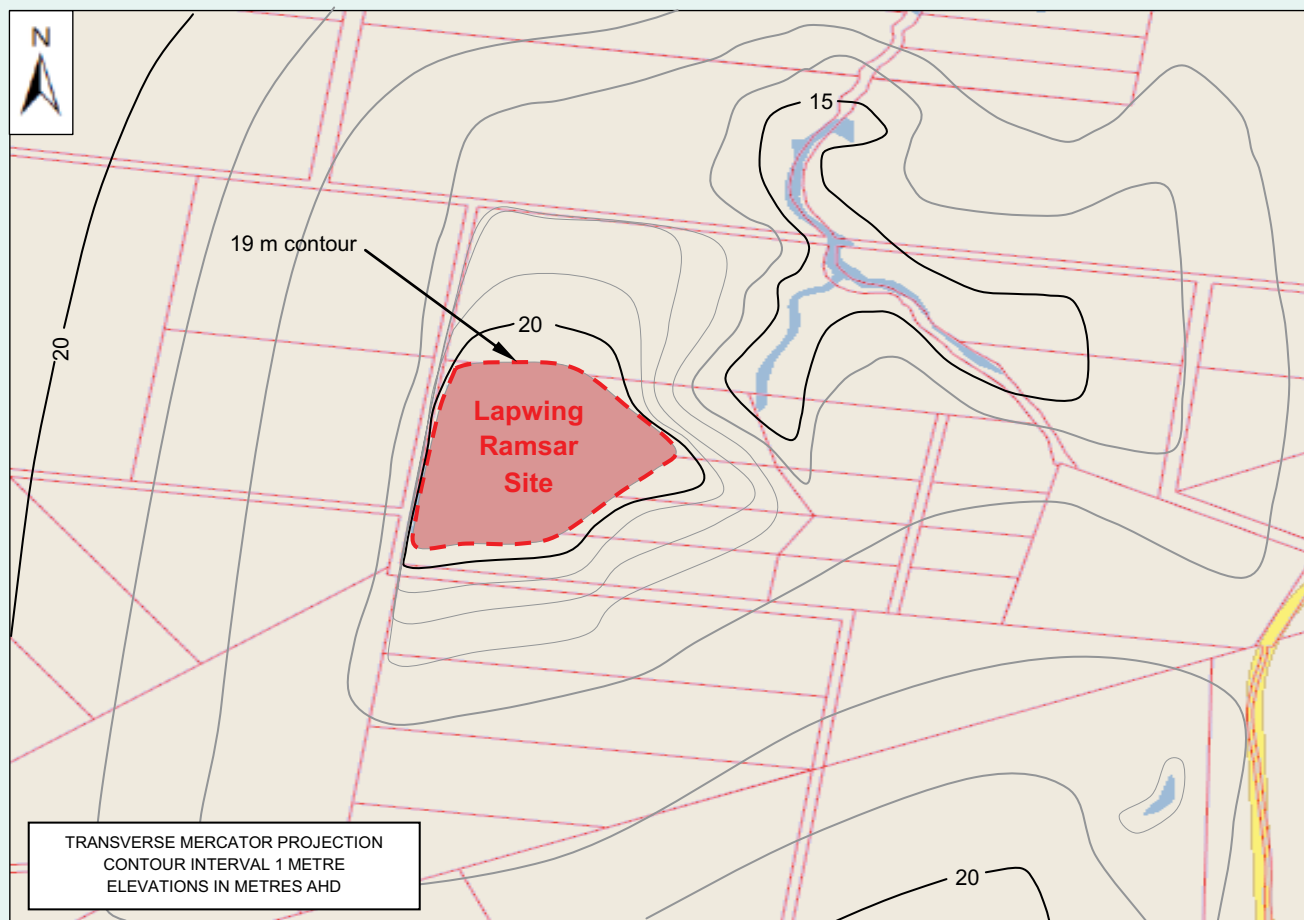 N
15
19 m contour
20
20
Lapwing
Ramsar
Site
20
TRANSVERSE MERCATOR PROJECTION
CONTOUR INTERVAL 1 METRE
ELEVATIONS IN METRES AHD